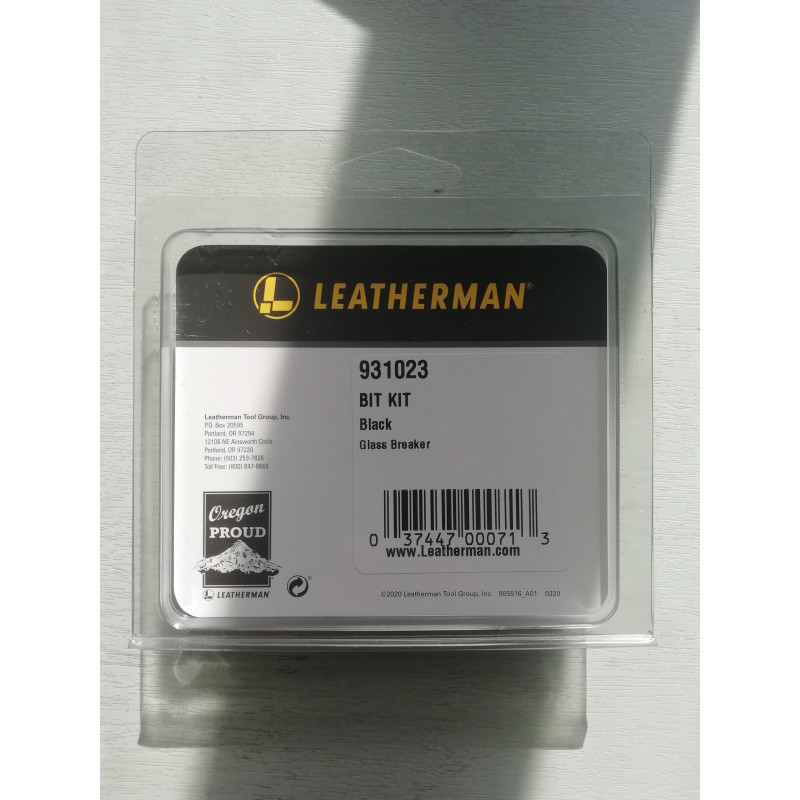 LEATHERMAN®
931023
BIT KIT
Black
Glass Breaker
Leatherman Tool Group, Inc.
P.O. Box 20595
Portland, OR 97294
12106 NE Ainsworth Circle
Portland, OR 97220
Phone: (503) 253-7826
Toll Free: (800) 847-8665
Oregon
PROUD
LEATHERMAN®
0 37447 00071 3
www.Leatherman.com
©2020 Leatherman Tool Group, Inc. 905516_A01 0320